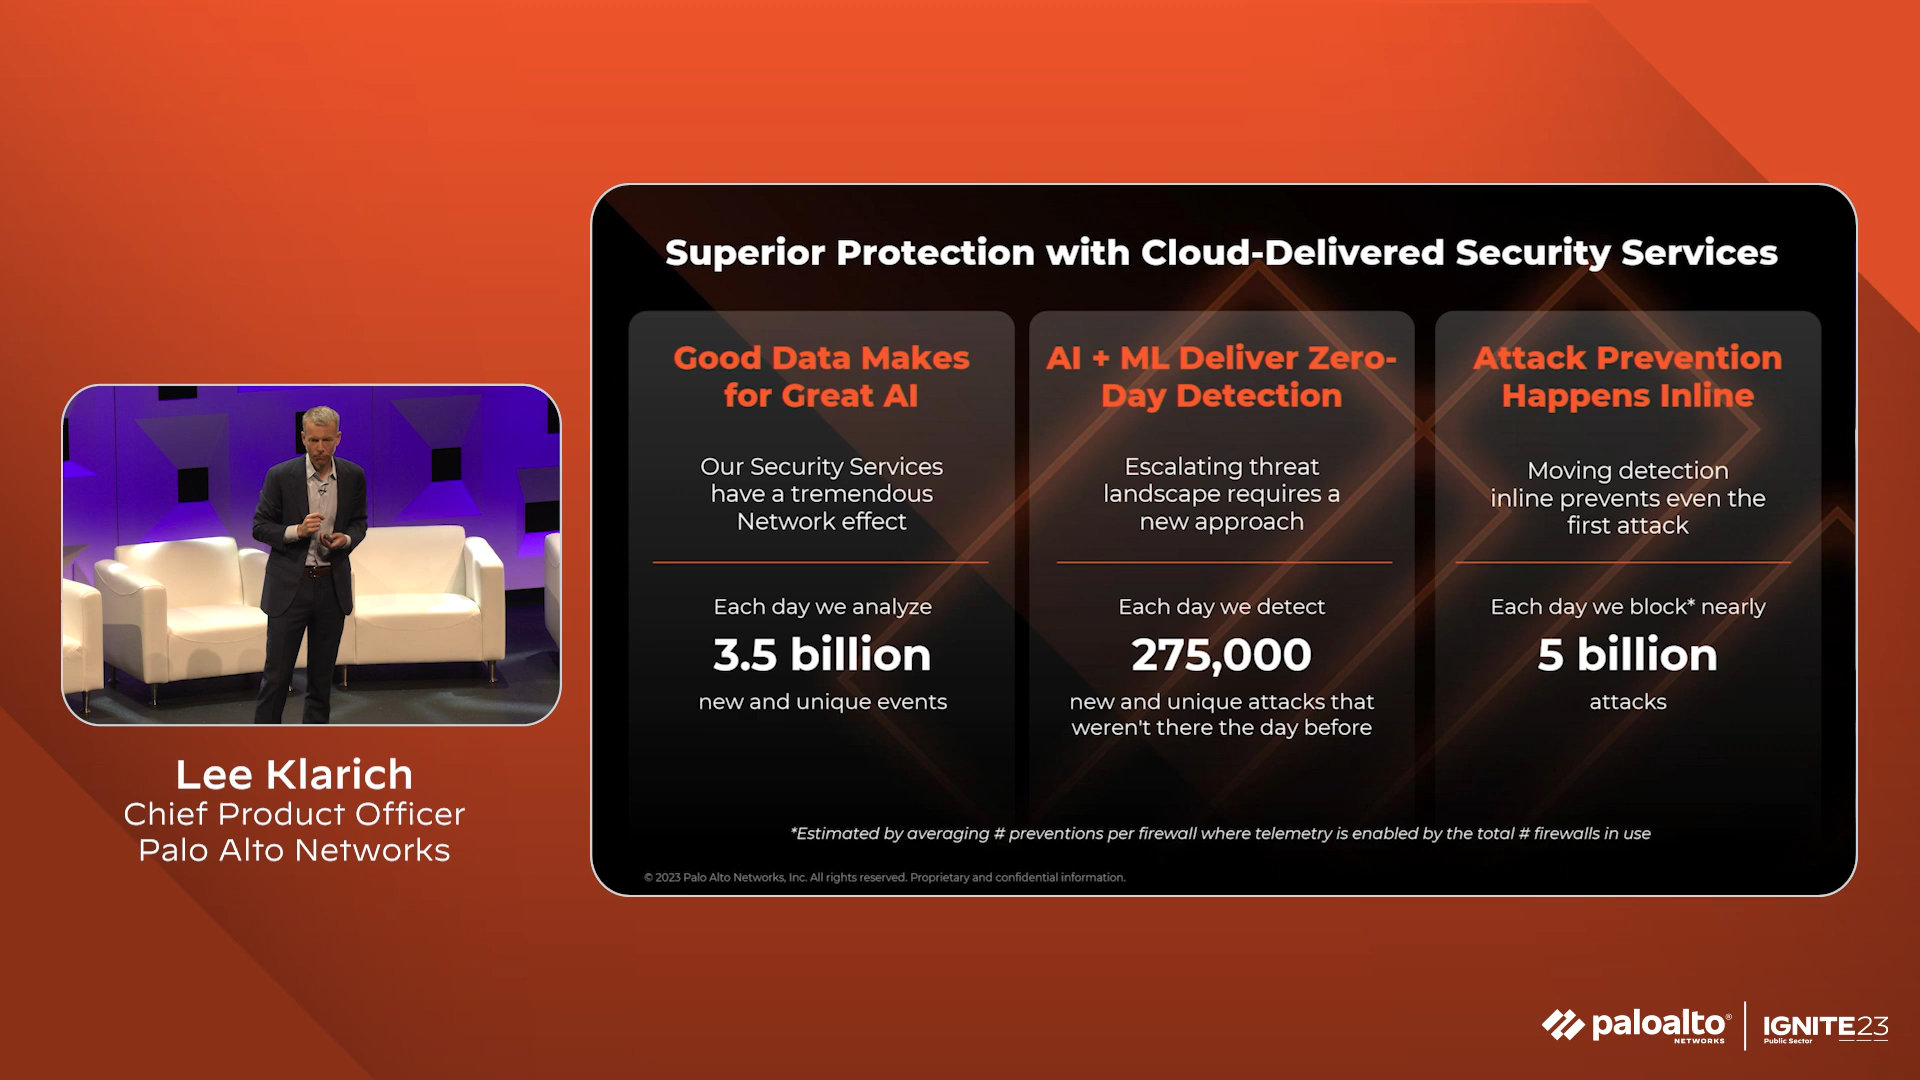 Superior Protection with Cloud-Delivered Security Services
Good Data Makes
for Great AI
Our Security Services
have a tremendous
Network effect
Each day we analyze
3.5 billion
new and unique events
AI + ML Deliver Zero-
Day Detection
Escalating threat
landscape requires a
new approach
Each day we detect
275,000
new and unique attacks that
weren't there the day before
Attack Prevention
Happens Inline
Moving detection
inline prevents even the
first attack
Each day we block* nearly
5 billion
attacks
*Estimated by averaging # preventions per firewall where telemetry is enabled by the total # firewalls in use
© 2023 Palo Alto Networks, Inc. All rights reserved. Proprietary and confidential information.
Lee Klarich
Chief Product Officer
Palo Alto Networks
paloalto®
NETWORKS
IGNITE23
Public Sector